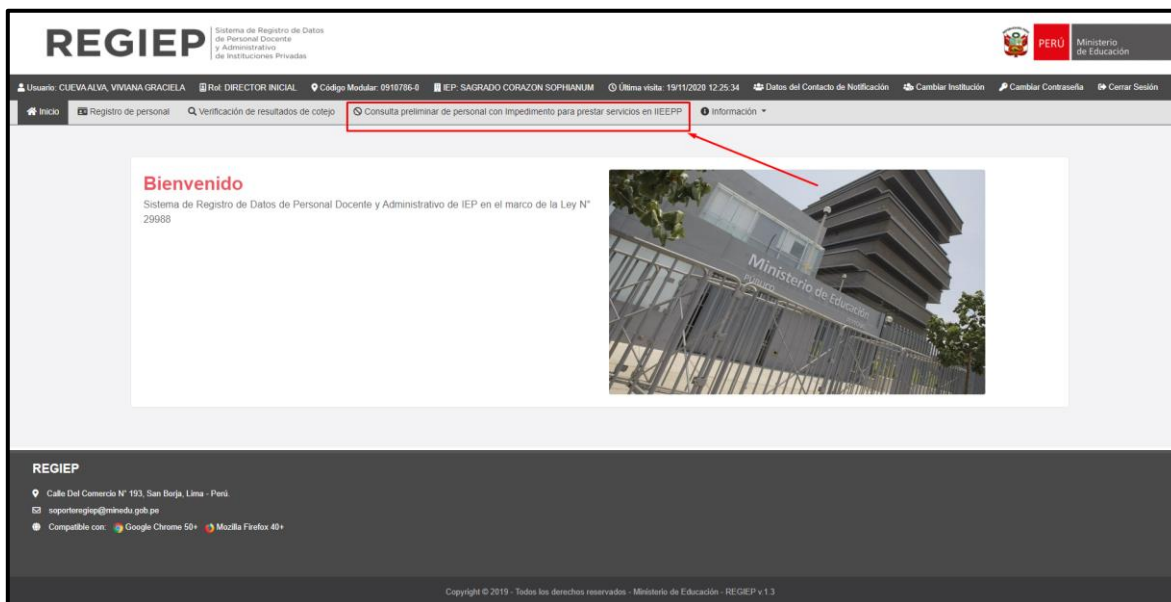 REGIEP
Sistema de Registro de Datos
de Personal Docente
y Administrativo
de Instituciones Privadas
PERÚ
Ministerio
de Educación
Usuario: CUEVA ALVA, VIVIANA GRACIELA Rol: DIRECTOR INICIAL Código Modular: 0910786-0 IEP: SAGRADO CORAZON SOPHIANUM Última visita: 19/11/2020 12:25:34 Datos del Contacto de Notificación Cambiar Institución Cambiar Contraseña Cerrar Sesión
Inicio Registro de personal Verificación de resultados de cotejo Consulta preliminar de personal con Impedimento para prestar servicios en IIEEPP Información
Bienvenido
Sistema de Registro de Datos de Personal Docente y Administrativo de IEP en el marco de la Ley N°
29988
Ministerio de Educación
PÚBLICO
REGIEP
Calle Del Comercio N° 193, San Borja, Lima - Perú.
soporteregiep@minedu.gob.pe
Compatible con: Google Chrome 50+ Mozilla Firefox 40+
Copyright © 2019 - Todos los derechos reservados - Ministerio de Educación - REGIEP v.1.3